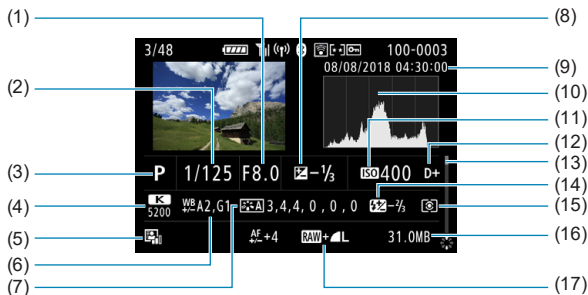 (1) (8)
3/48 100-0003
08/08/2018 04:30:00 (9)
(2) (10)
(11)
(12)
(3) P 1/125 F8.0 -1/3 ISO400 D+ (13)
(14)
(4) K 5200 WB+/- A2,G1 A 3,4,4,0,0,0 -2/3 (15)
(5) AF+/- +4 RAW+L 31.0MB (16)
(6)
(7) (17)